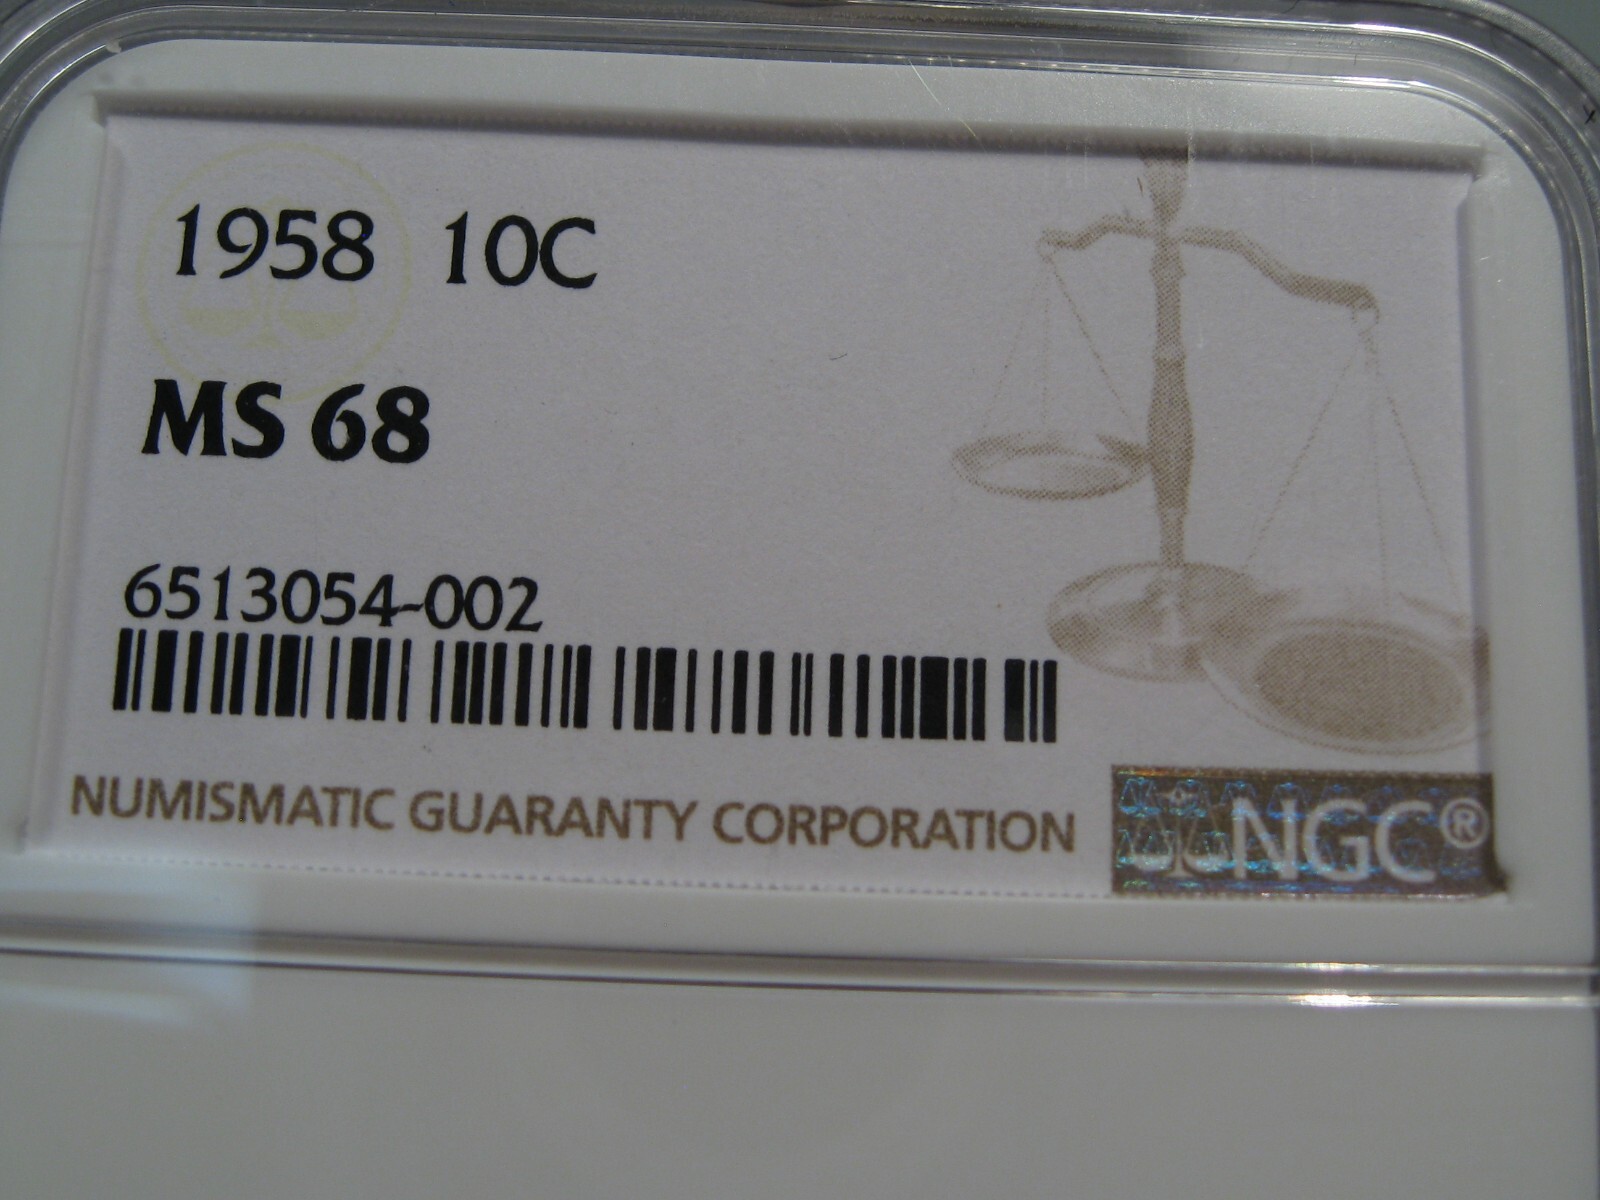 1958 10C
MS 68
6513054-002
NUMISMATIC GUARANTY CORPORATION
NGC®